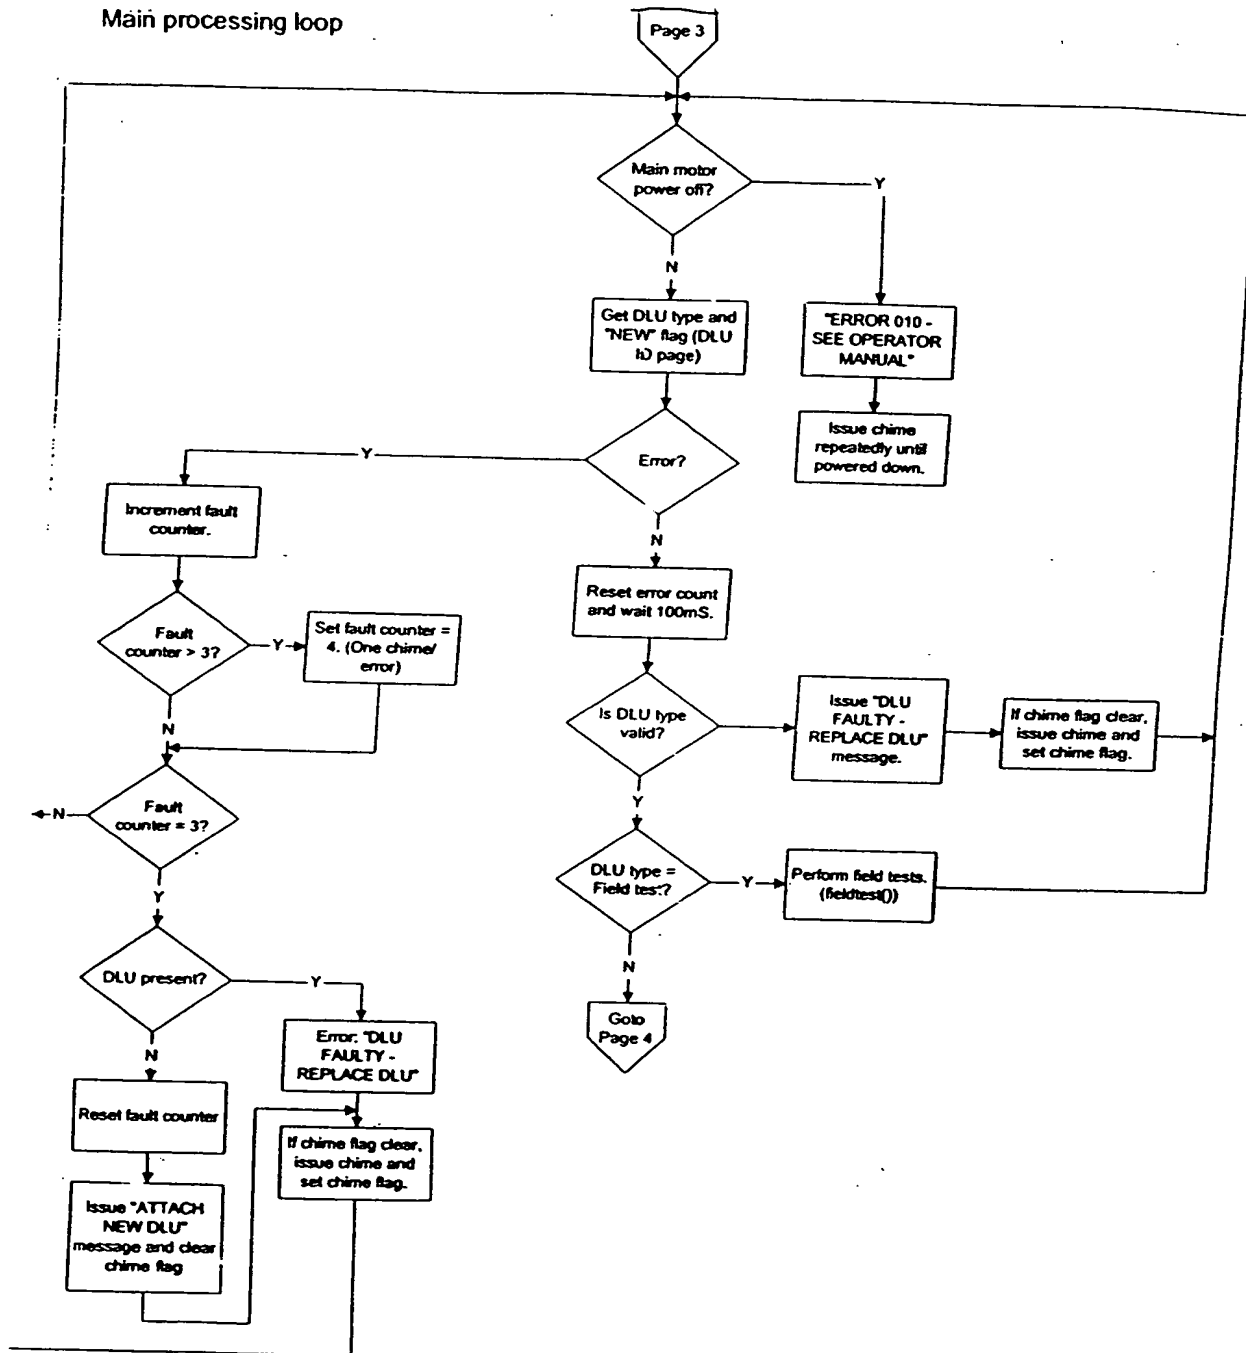 Main processing loop
Page 3
Main motor
power off?
Y
N
Get DLU type and
"NEW" flag (DLU
ID page)
"ERROR 010 -
SEE OPERATOR
MANUAL"
Issue chime
repeatedly until
powered down.
Error?
Y
N
Increment fault
counter.
Reset error count
and wait 100mS.
Fault
counter > 3?
Y
Set fault counter =
4. (One chime/
error)
N
Is DLU type
valid?
Issue "DLU
FAULTY -
REPLACE DLU"
message.
If chime flag clear,
issue chime and
set chime flag.
Y
Fault
counter = 3?
N
Y
DLU type =
Field test?
Y
Perform field tests.
(fieldtest())
N
Goto
Page 4
DLU present?
Y
N
Error: "DLU
FAULTY -
REPLACE DLU"
Reset fault counter
If chime flag clear,
issue chime and
set chime flag.
Issue "ATTACH
NEW DLU"
message and clear
chime flag